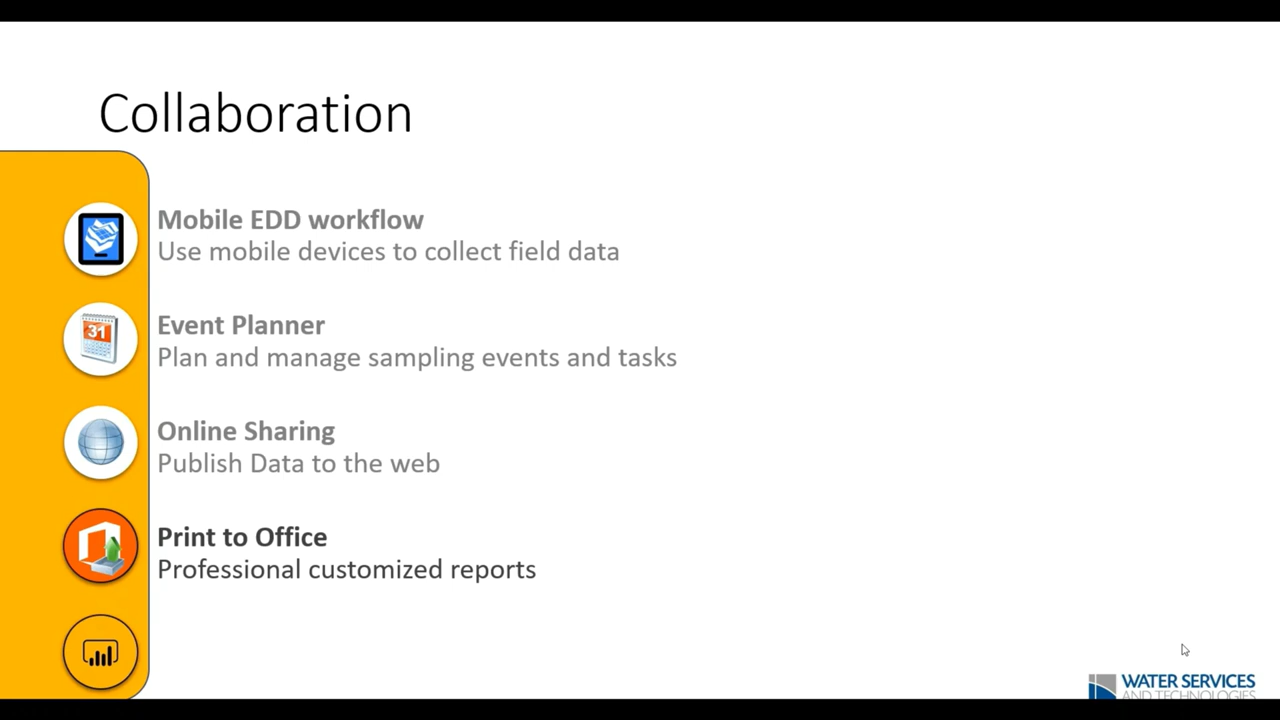 Collaboration
Mobile EDD workflow
Use mobile devices to collect field data
31
Event Planner
Plan and manage sampling events and tasks
Online Sharing
Publish Data to the web
Print to Office
Professional customized reports
WATER SERVICES
AND TECHNOLOGIES